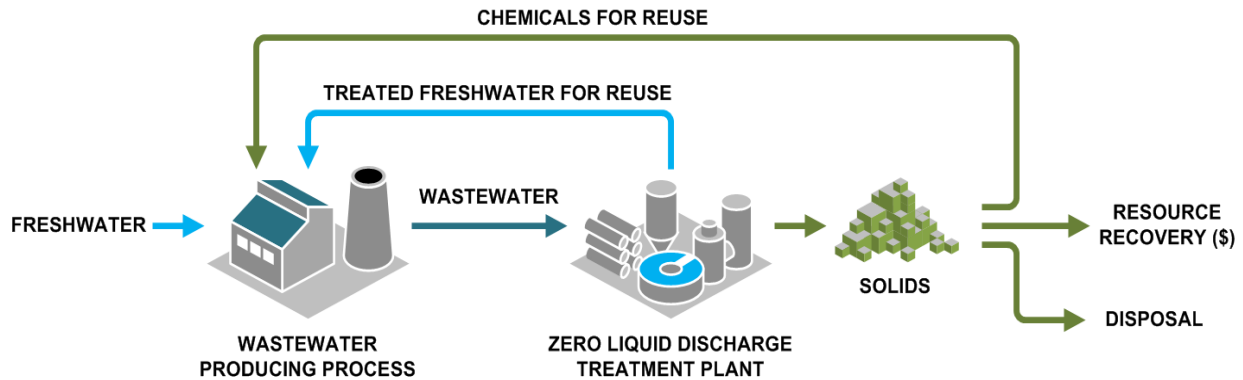 CHEMICALS FOR REUSE
TREATED FRESHWATER FOR REUSE
FRESHWATER
WASTEWATER
RESOURCE
RECOVERY ($)
SOLIDS
DISPOSAL
WASTEWATER
PRODUCING PROCESS
ZERO LIQUID DISCHARGE
TREATMENT PLANT